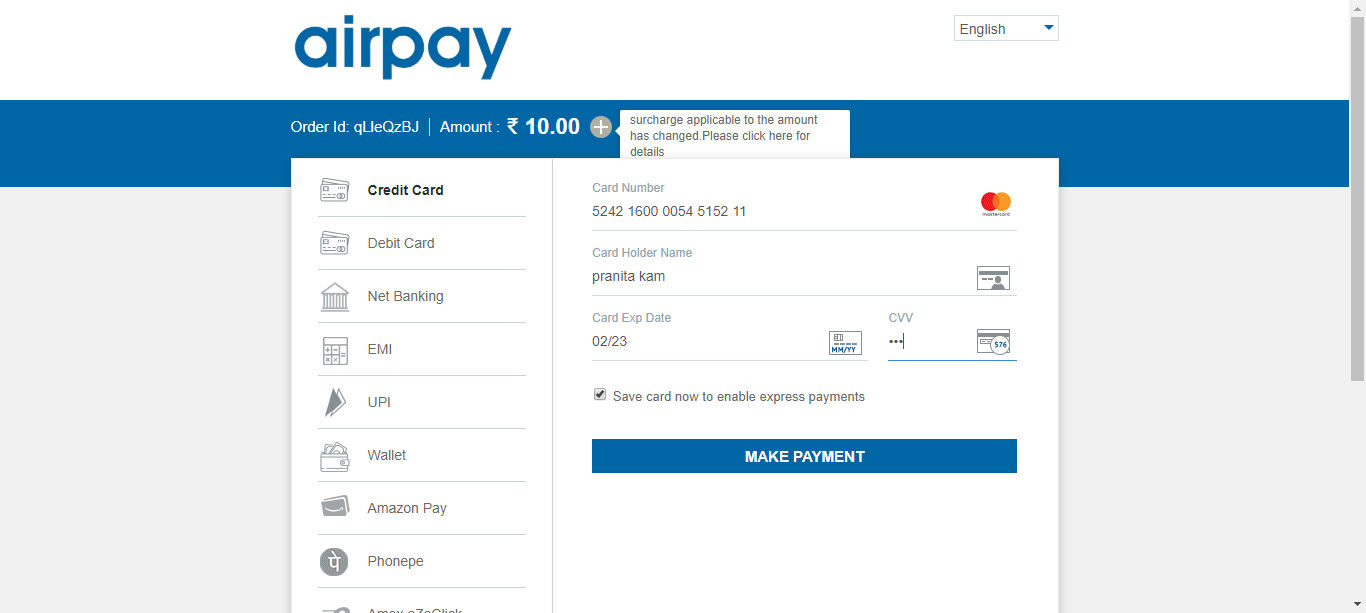 airpay
English
Order Id: qLIeQzBJ | Amount : ₹ 10.00
surcharge applicable to the amount
has changed.Please click here for
details
Credit Card
Debit Card
Net Banking
EMI
UPI
Wallet
Amazon Pay
Phonepe
Amex eZeClick
Card Number
5242 1600 0054 5152 11
mastercard
Card Holder Name
pranita kam
Card Exp Date
02/23
MM/YY
CVV
•••
576
Save card now to enable express payments
MAKE PAYMENT